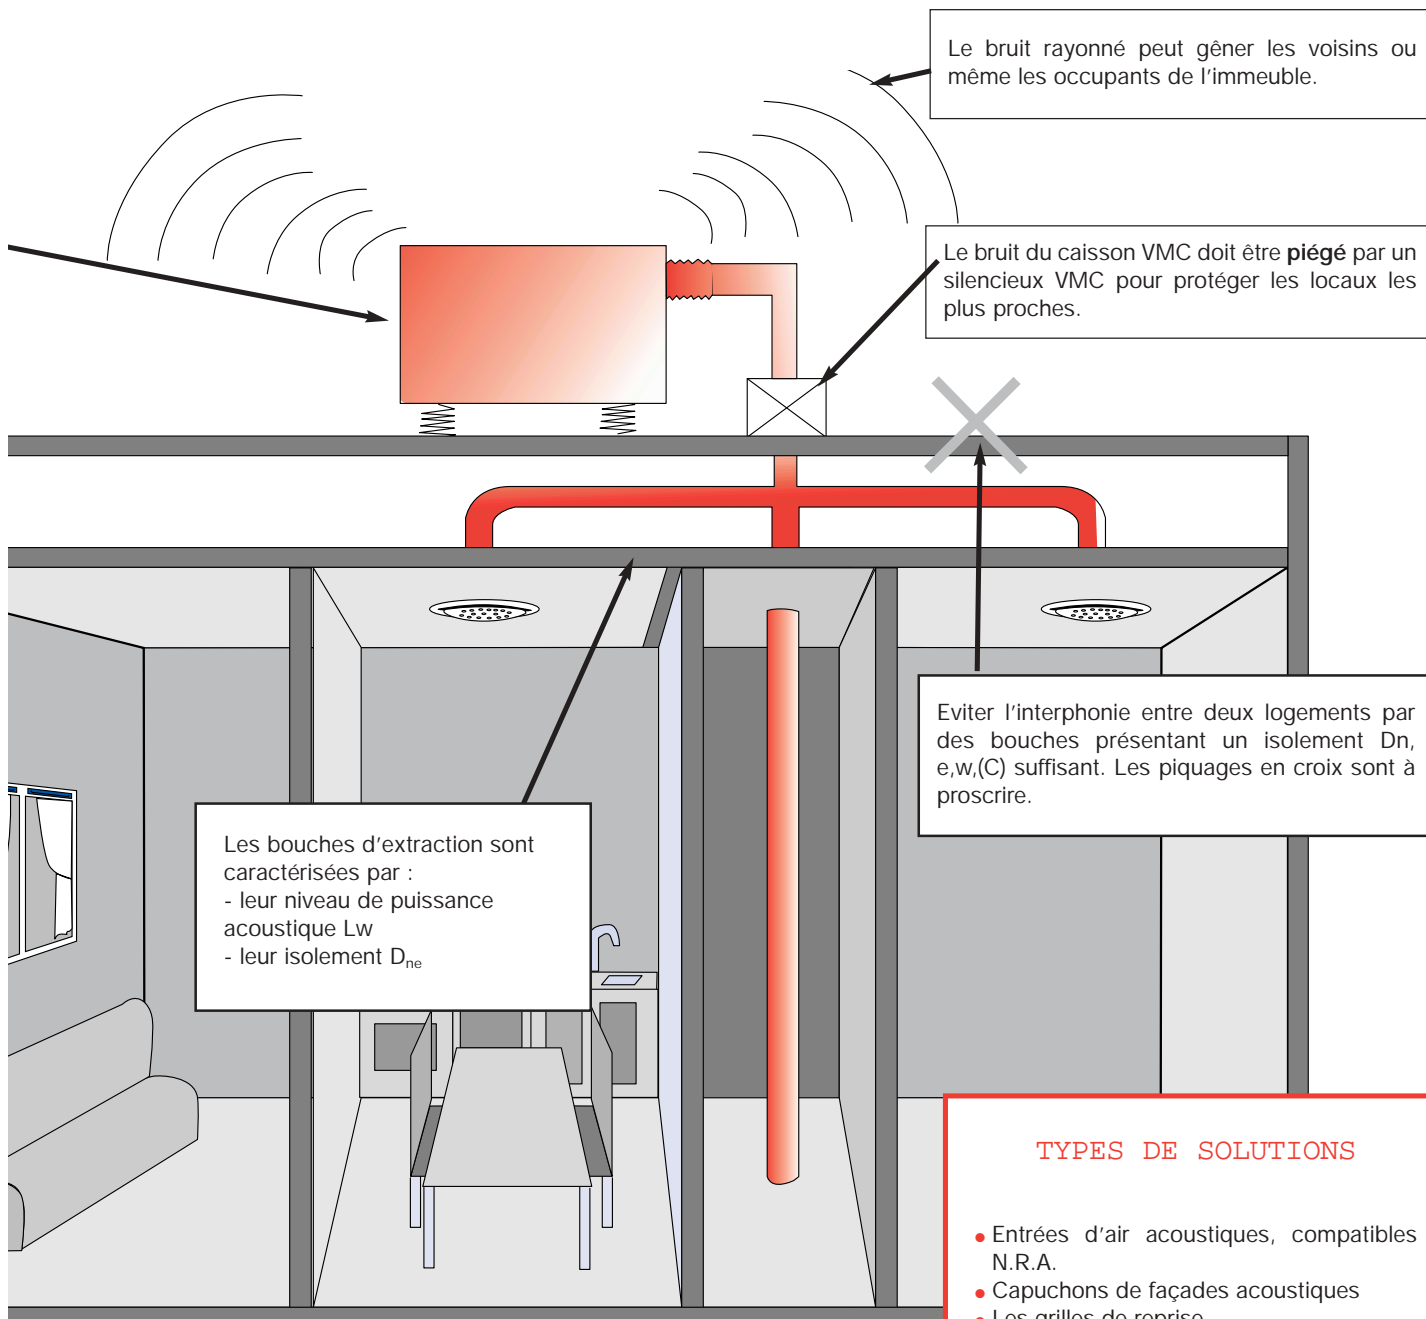 Le bruit rayonné peut gêner les voisins ou
même les occupants de l'immeuble.
Le bruit du caisson VMC doit être piégé par un
silencieux VMC pour protéger les locaux les
plus proches.
Eviter l'interphonie entre deux logements par
des bouches présentant un isolement Dn,
e,w,(C) suffisant. Les piquages en croix sont à
proscrire.
Les bouches d'extraction sont
caractérisées par :
- leur niveau de puissance
acoustique Lw
- leur isolement Dne
TYPES DE SOLUTIONS
• Entrées d'air acoustiques, compatibles
N.R.A.
• Capuchons de façades acoustiques
• Les grilles de reprise